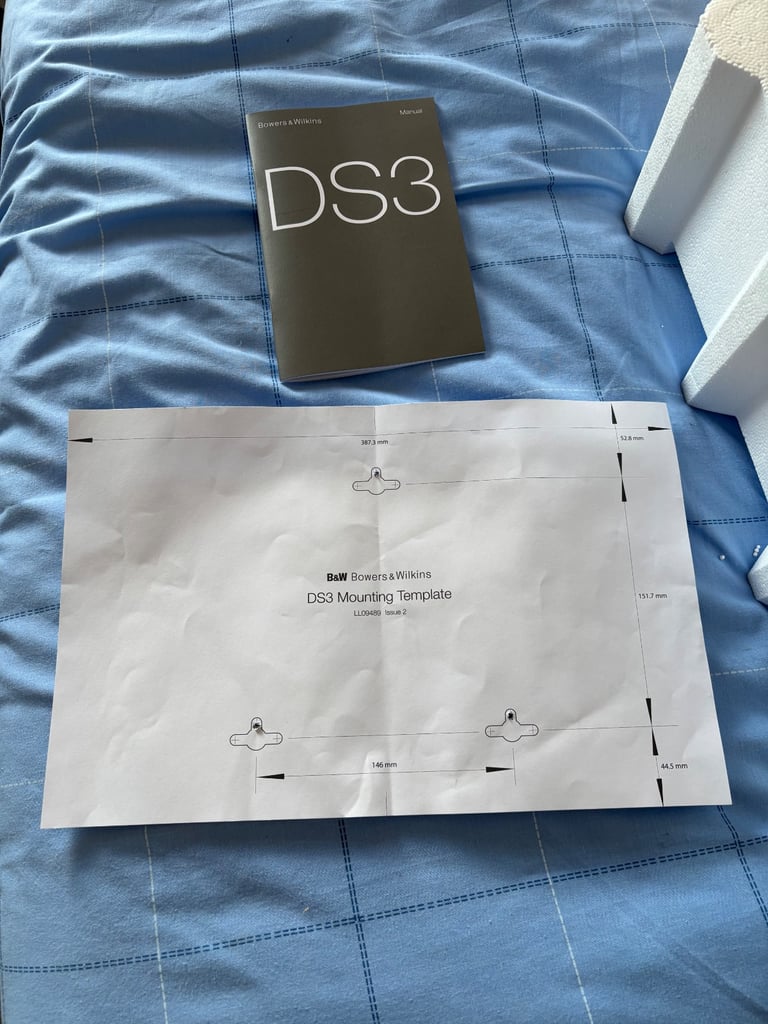 Bowers & Wilkins
Manual
DS3
387.3 mm
52.8 mm
B&W Bowers & Wilkins
DS3 Mounting Template
LL09489 Issue 2
151.7 mm
146 mm
44.5 mm